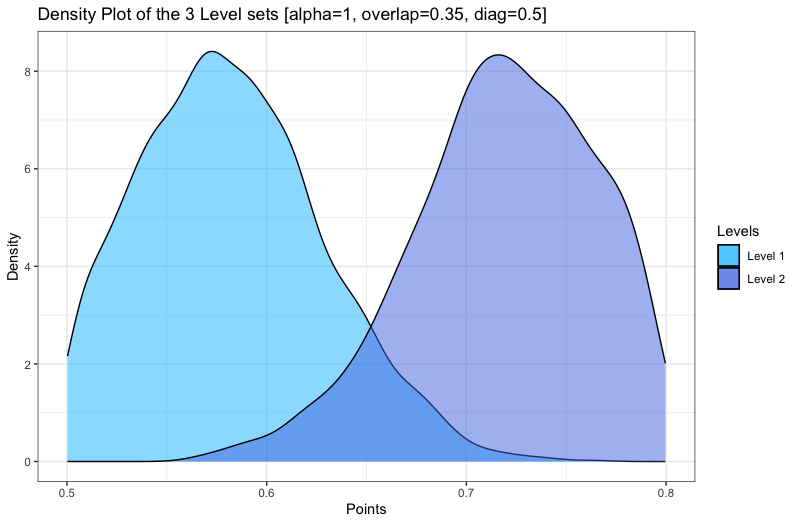 Density Plot of the 3 Level sets [alpha=1, overlap=0.35, diag=0.5]
8
6
4
2
0
Density
0.5 0.6 0.7 0.8
Points
Levels
Level 1
Level 2